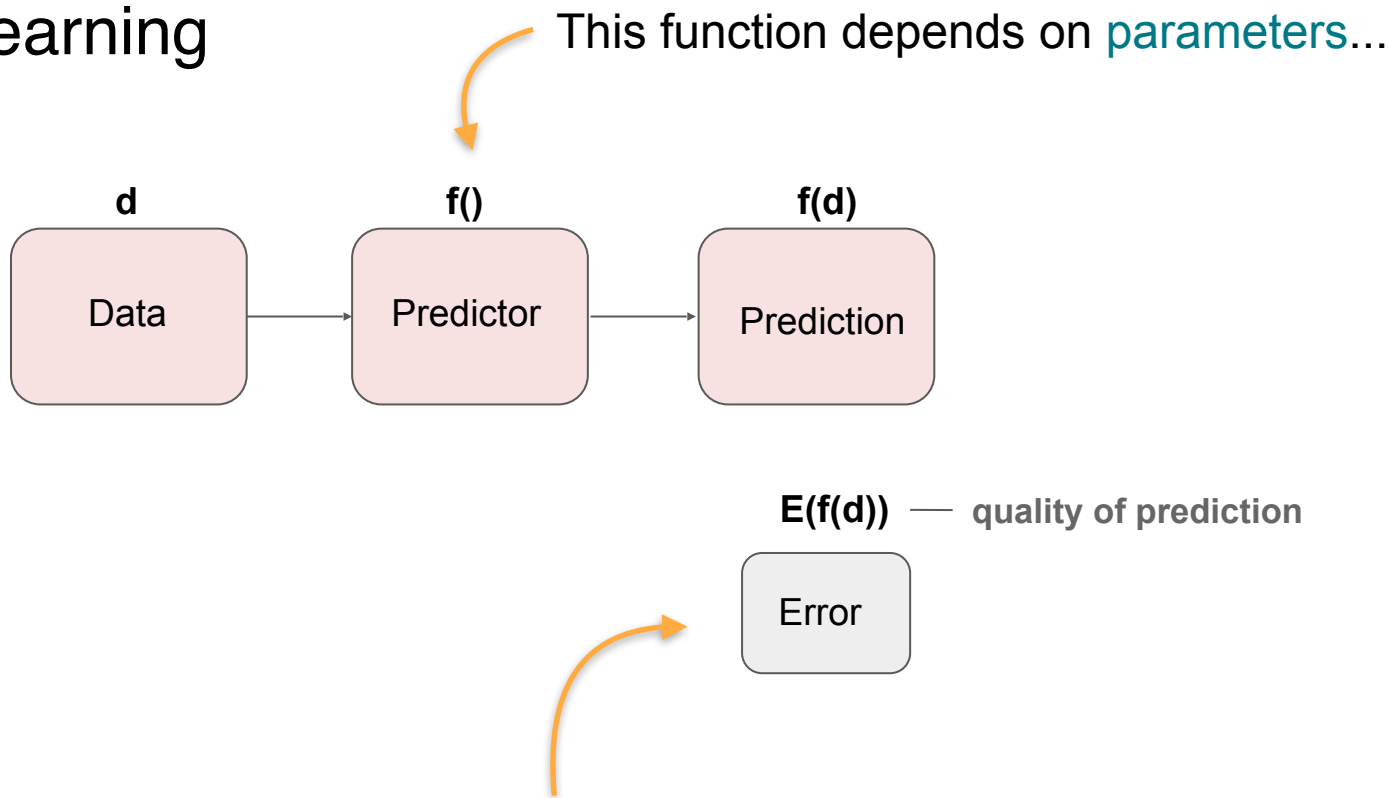 earning
This function depends on parameters...
d
f()
f(d)
Data
Predictor
Prediction
E(f(d))
quality of prediction
Error